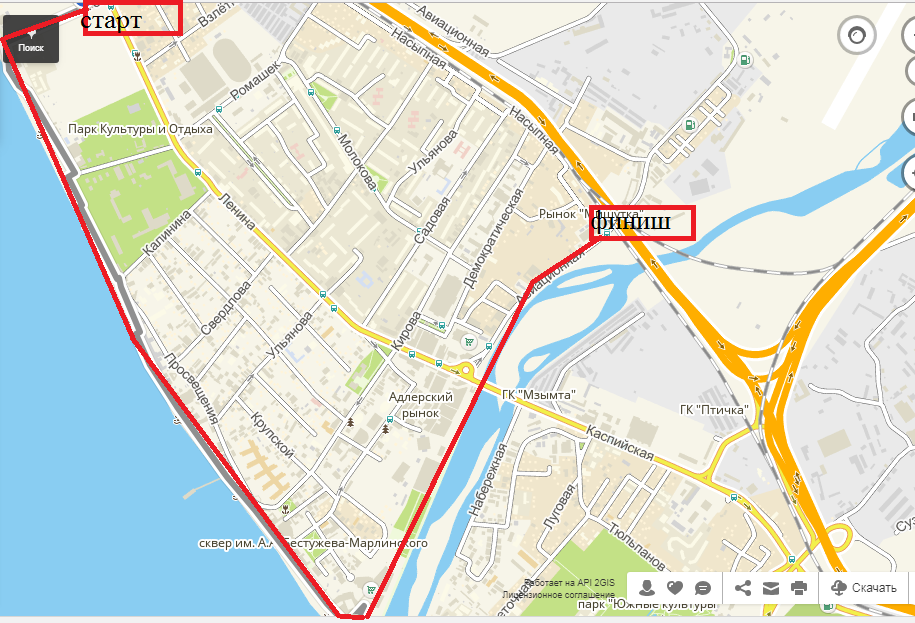 старт
Взлёт
Авиационная
Поиск
Насыпная
Ромашек
Насыпная
Парк Культуры и Отдыха
Молокова
Ульянова
Ленина
Садовая
Рынок "Мишутка"
финиш
Демократическая
Калинина
Авиационная
Свердлова
Ульянова
Кирова
Просвещения
Адлерский
рынок
ГК "Мзымта"
ГК "Птичка"
Крупской
Каспийская
Набережная
Луговая
Тюльпанов
сквер им. А.А. Бестужева-Марлинского
Работает на API 2GIS
Лицензионное соглашение
Скачать
парк "Южные культуры"